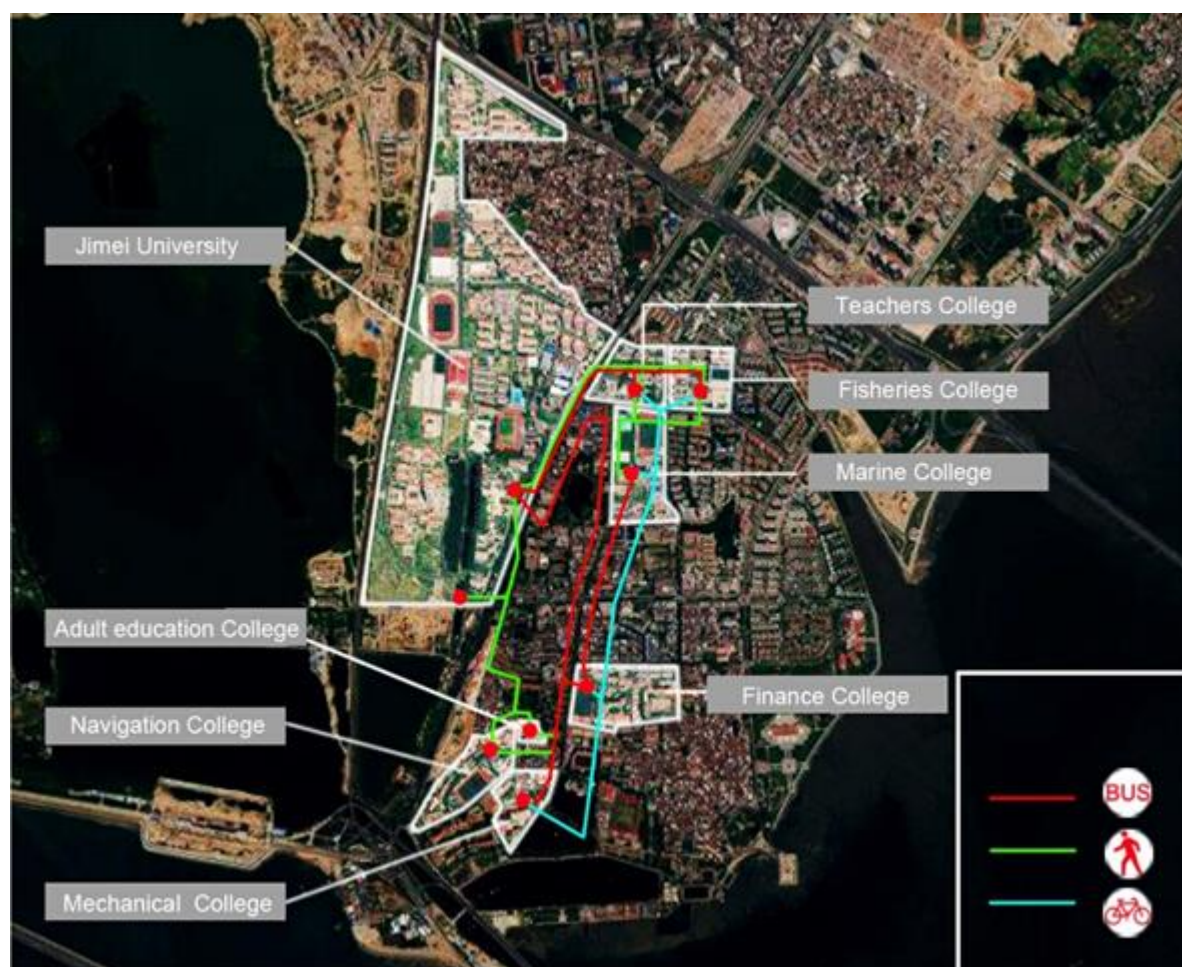 Jimei University
Teachers College
Fisheries College
Marine College
Adult education College
Finance College
Navigation College
BUS
Mechanical College